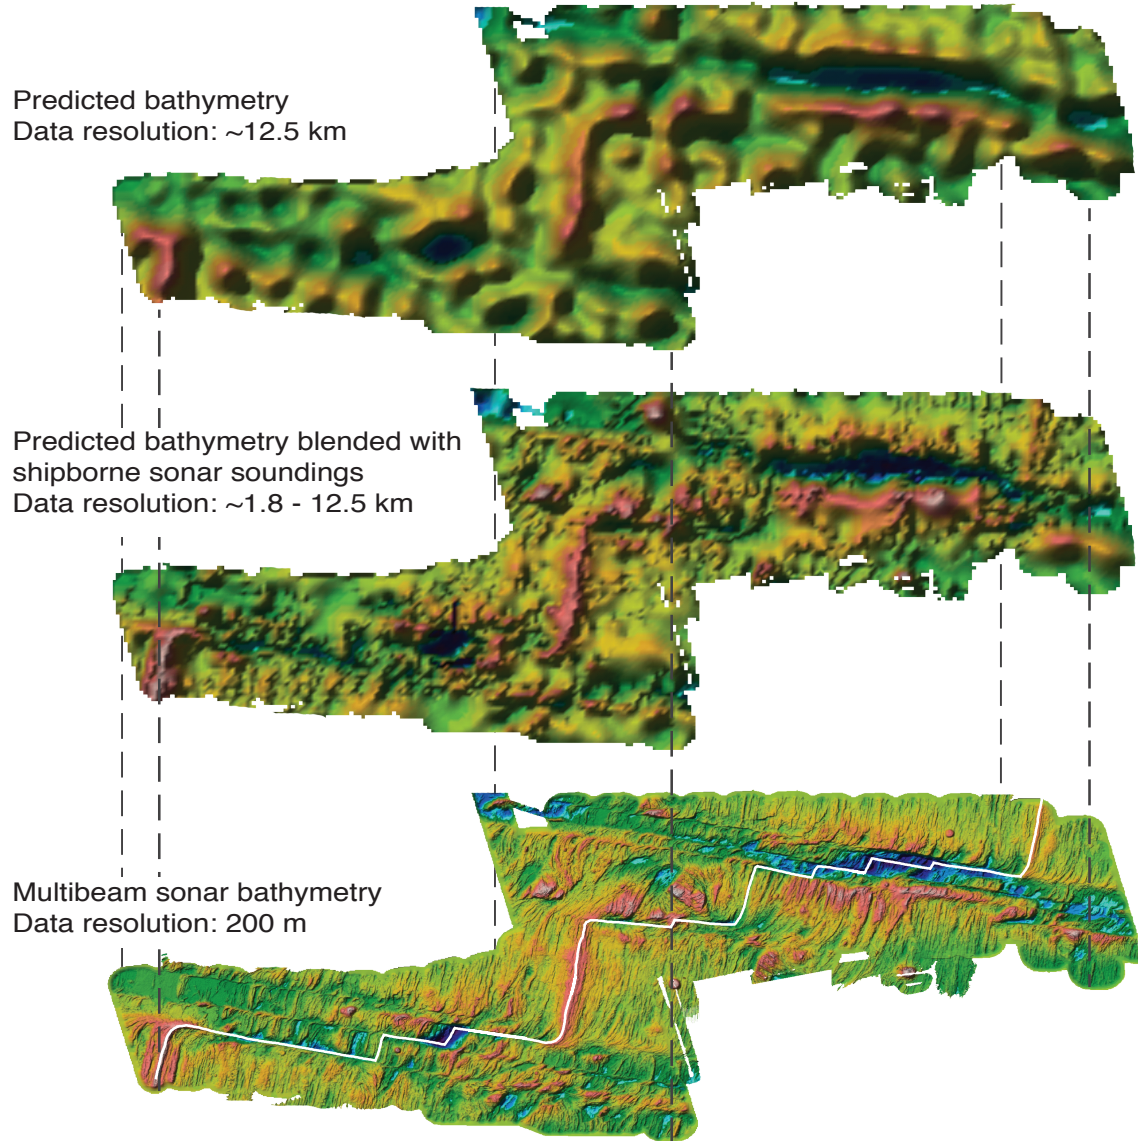 Predicted bathymetry
Data resolution: ~12.5 km
Predicted bathymetry blended with
shipborne sonar soundings
Data resolution: ~1.8 - 12.5 km
Multibeam sonar bathymetry
Data resolution: 200 m